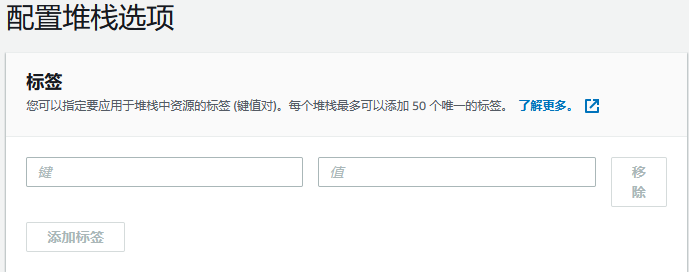 配置堆栈选项
标签
您可以指定要应用于堆栈中资源的标签 (键值对)。每个堆栈最多可以添加 50 个唯一的标签。 了解更多。
键
值
移
除
添加标签